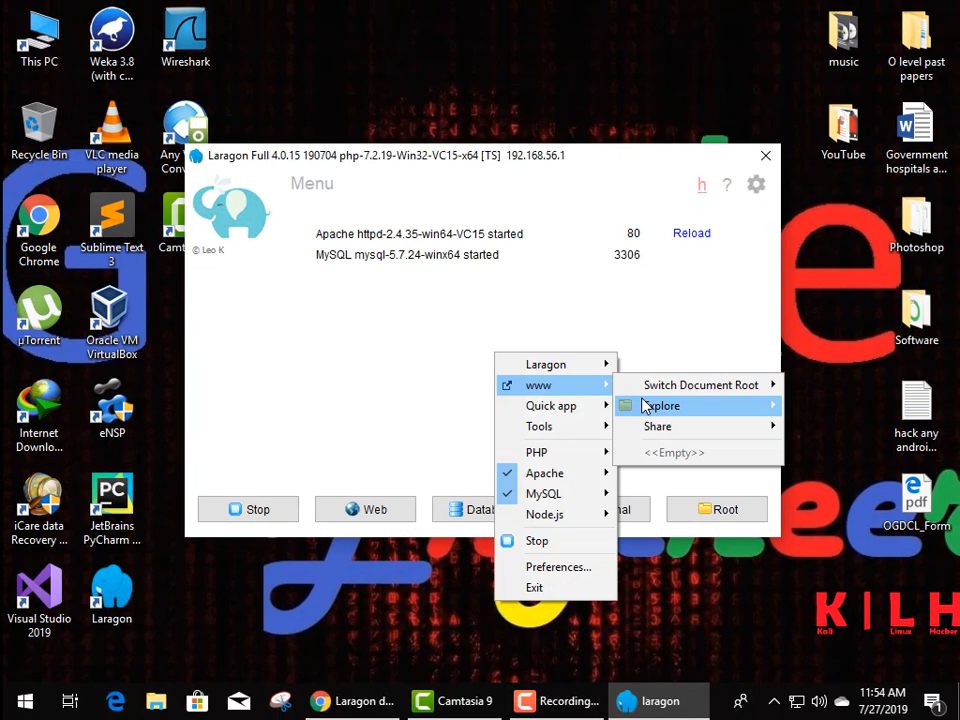 This PC
Weka 3.8
(with c...
Wireshark
music
O level past
papers
Recycle Bin
VLC media
player
Any
Conv
YouTube
Government
hospitals a...
Google
Chrome
Sublime Text
3
Camt
Photoshop
µTorrent
Oracle VM
VirtualBox
Software
Internet
Downlo...
eNSP
hack any
androi...
iCare data
Recovery ...
JetBrains
PyCharm ...
OGDCL_Form
Visual Studio
2019
Laragon
Laragon Full 4.0.15 190704 php-7.2.19-Win32-VC15-x64 [TS] 192.168.56.1
Menu
h ?
© Leo K
Apache httpd-2.4.35-win64-VC15 started 80 Reload
MySQL mysql-5.7.24-winx64 started 3306
Laragon
www
Quick app
Tools
PHP
Apache
MySQL
Node.js
Stop
Preferences...
Exit
Switch Document Root
Explore
Share
<<Empty>>
Stop
Web
Datab
nal
Root
K|LH
Kali Linux Hacker
Laragon d...
Camtasia 9
Recording...
laragon
11:54 AM
7/27/2019
1